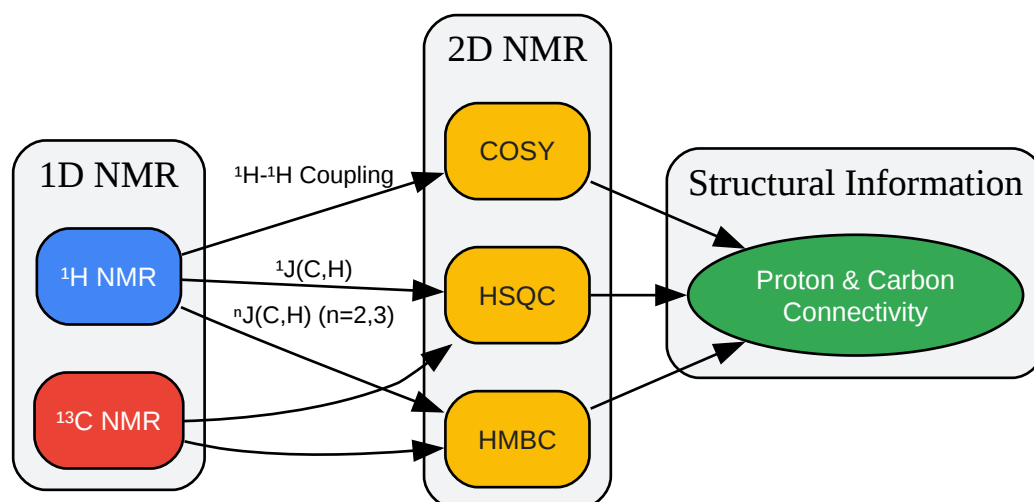 1D NMR
¹H NMR
¹³C NMR
¹H-¹H Coupling
¹J(C,H)
ⁿJ(C,H) (n=2,3)
2D NMR
COSY
HSQC
HMBC
Structural Information
Proton & Carbon
Connectivity